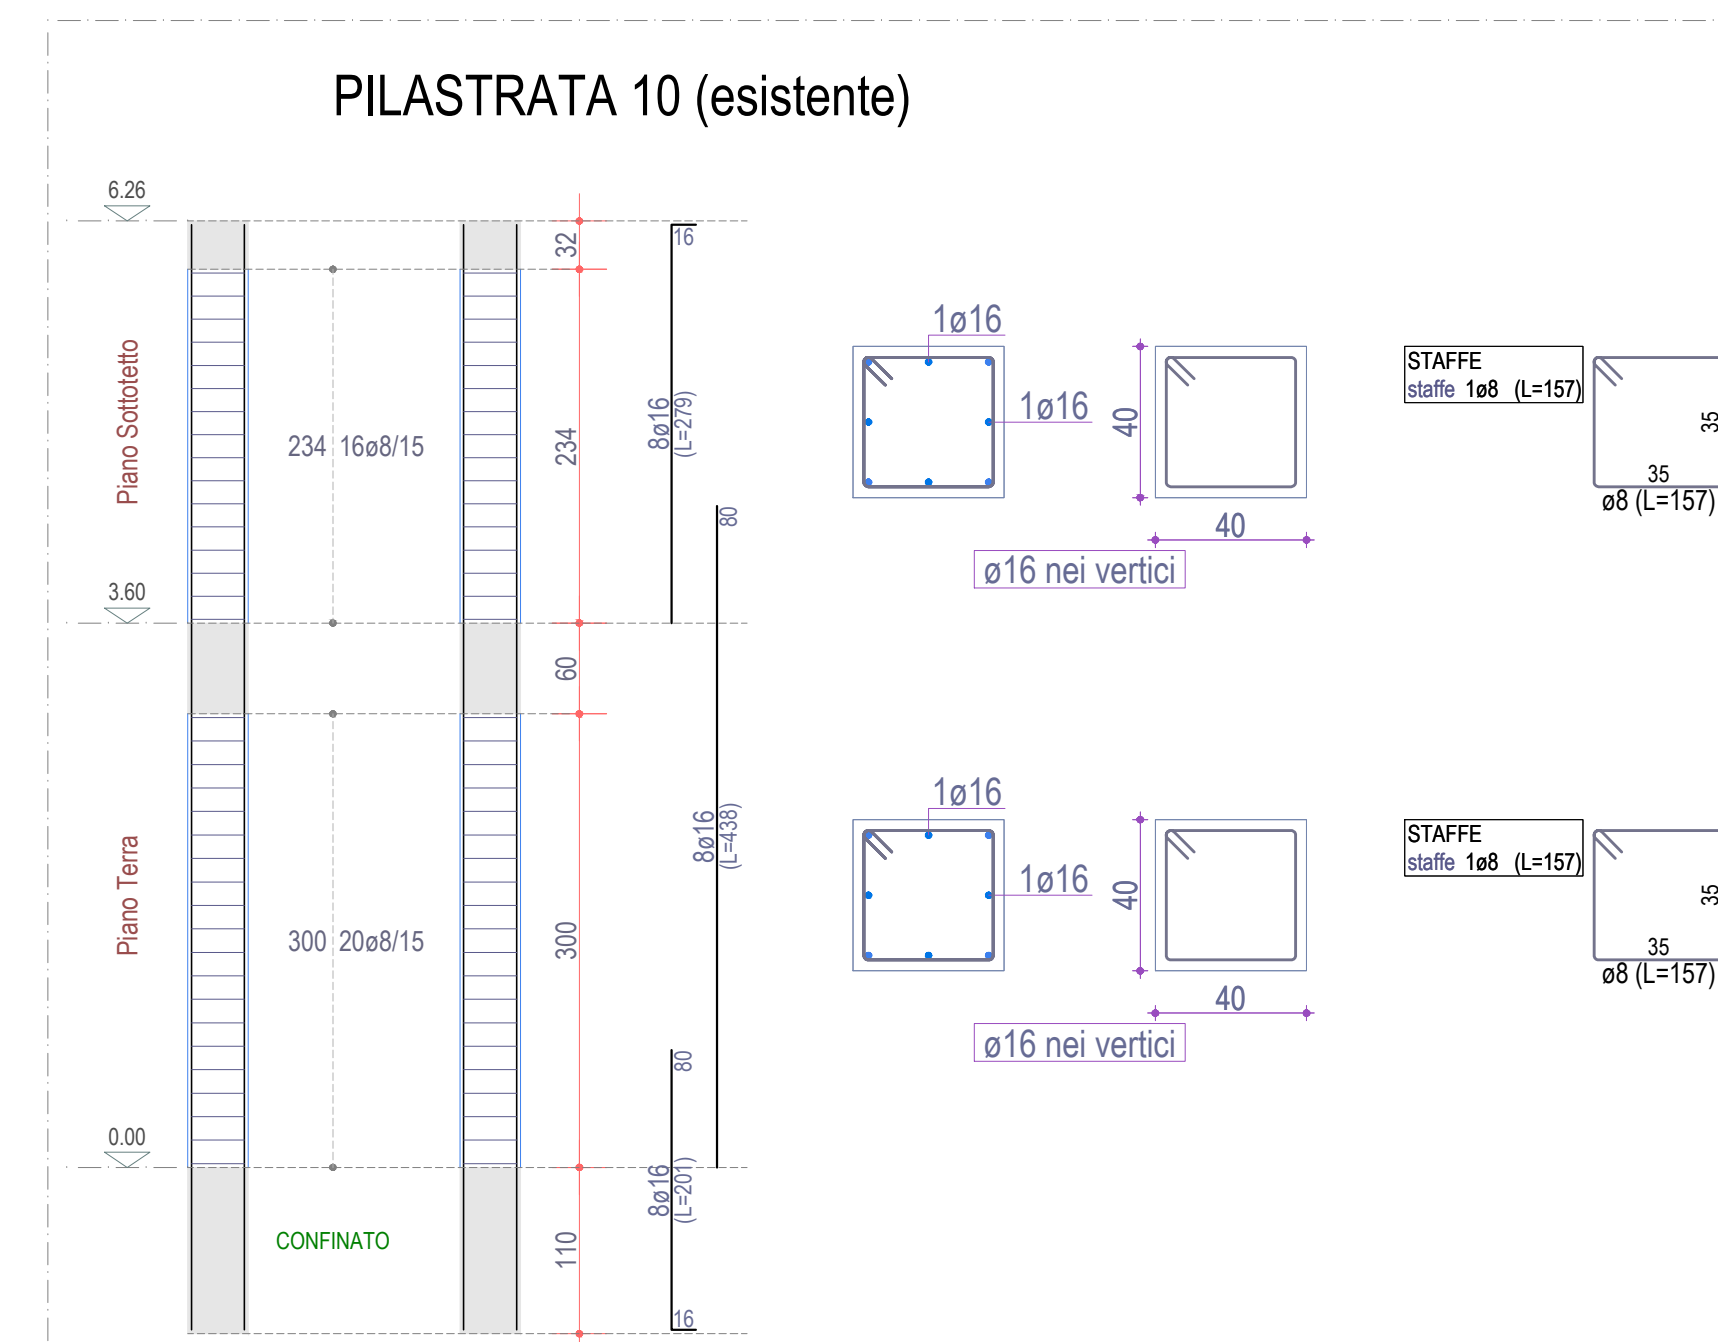 PILASTRATA 10 (esistente)
6.26
32
16
Piano Sottotetto
234 16ø8/15
234
8ø16
(L=279)
1ø16
1ø16
40
40
ø16 nei vertici
STAFFE
staffe 1ø8 (L=157)
35
35
ø8 (L=157)
80
3.60
60
Piano Terra
300 20ø8/15
300
8ø16
(L=438)
1ø16
1ø16
40
40
ø16 nei vertici
STAFFE
staffe 1ø8 (L=157)
35
35
ø8 (L=157)
80
0.00
8ø16
(L=201)
CONFINATO
110
16